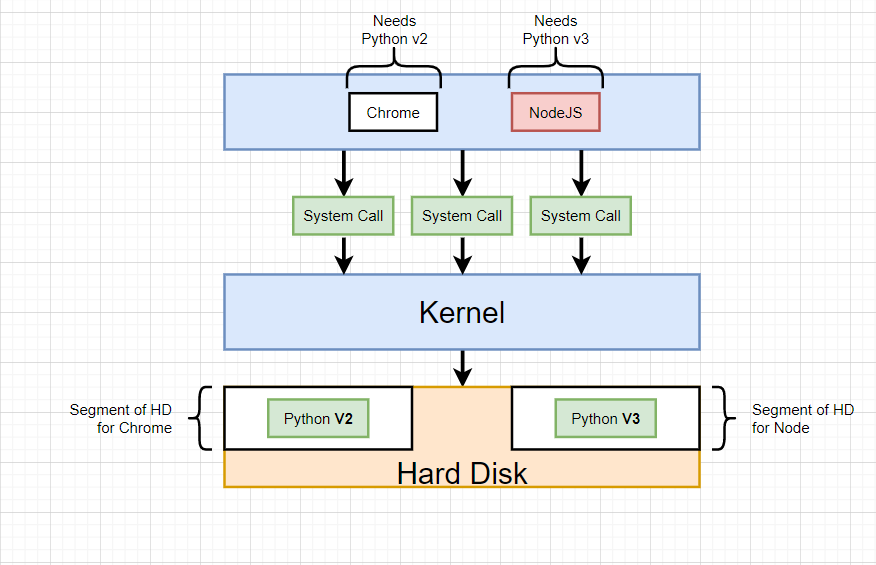 Needs
Python v2
Needs
Python v3
Chrome
NodeJS
System Call
System Call
System Call
Kernel
Segment of HD
for Chrome
Python V2
Python V3
Segment of HD
for Node
Hard Disk